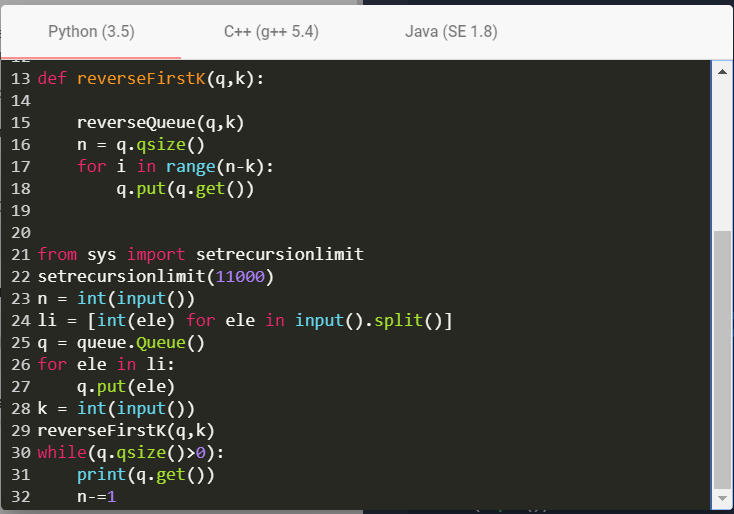 Python (3.5) C++ (g++ 5.4) Java (SE 1.8)
12
13 def reverseFirstK(q,k):
14
15     reverseQueue(q,k)
16     n = q.qsize()
17     for i in range(n-k):
18         q.put(q.get())
19
20
21 from sys import setrecursionlimit
22 setrecursionlimit(11000)
23 n = int(input())
24 li = [int(ele) for ele in input().split()]
25 q = queue.Queue()
26 for ele in li:
27     q.put(ele)
28 k = int(input())
29 reverseFirstK(q,k)
30 while(q.qsize()>0):
31     print(q.get())
32     n-=1